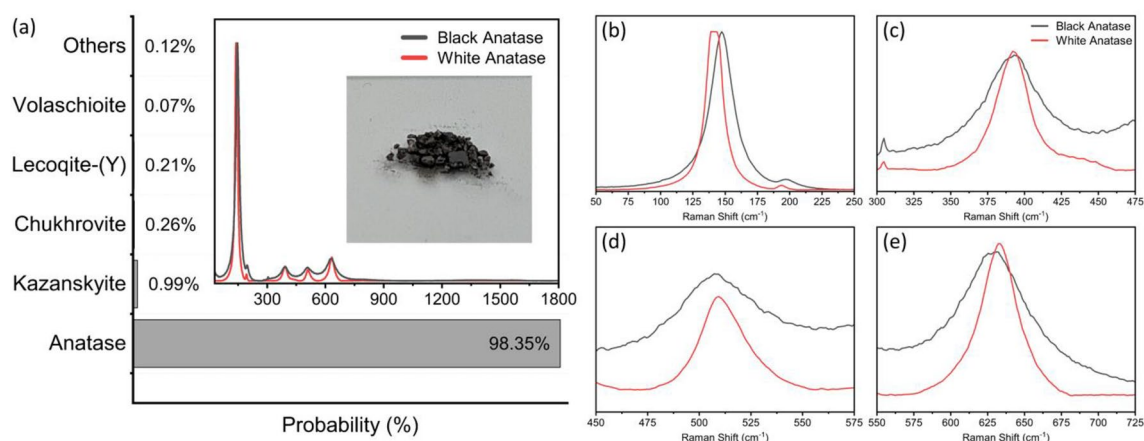 (a)
Others 0.12%
Volaschioite 0.07%
Lecoqite-(Y) 0.21%
Chukhrovite 0.26%
Kazanskyite 0.99%
Anatase 98.35%
Probability (%)
Black Anatase
White Anatase
300 600 900 1200 1500 1800
(b)
50 75 100 125 150 175 200 225 250
Raman Shift (cm⁻¹)
(c)
Black Anatase
White Anatase
300 325 350 375 400 425 450 475
Raman Shift (cm⁻¹)
(d)
450 475 500 525 550 575
Raman Shift (cm⁻¹)
(e)
550 575 600 625 650 675 700 725
Raman Shift (cm⁻¹)